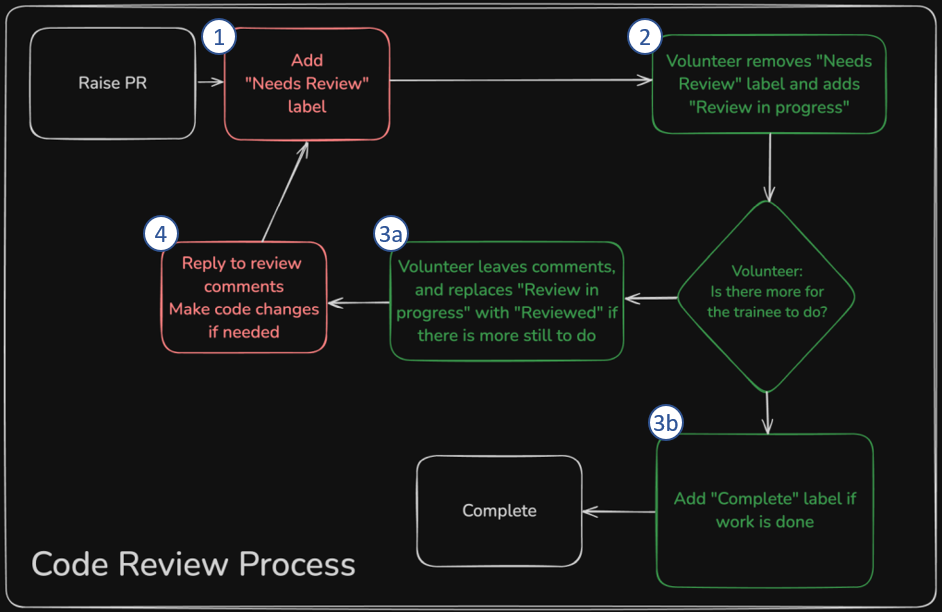 1
Raise PR
Add
"Needs Review"
label
2
Volunteer removes "Needs
Review" label and adds
"Review in progress"
4
Reply to review
comments
Make code changes
if needed
3a
Volunteer leaves comments,
and replaces "Review in
progress" with "Reviewed" if
there is more still to do
Volunteer:
Is there more for
the trainee to do?
3b
Add "Complete" label if
work is done
Complete
Code Review Process